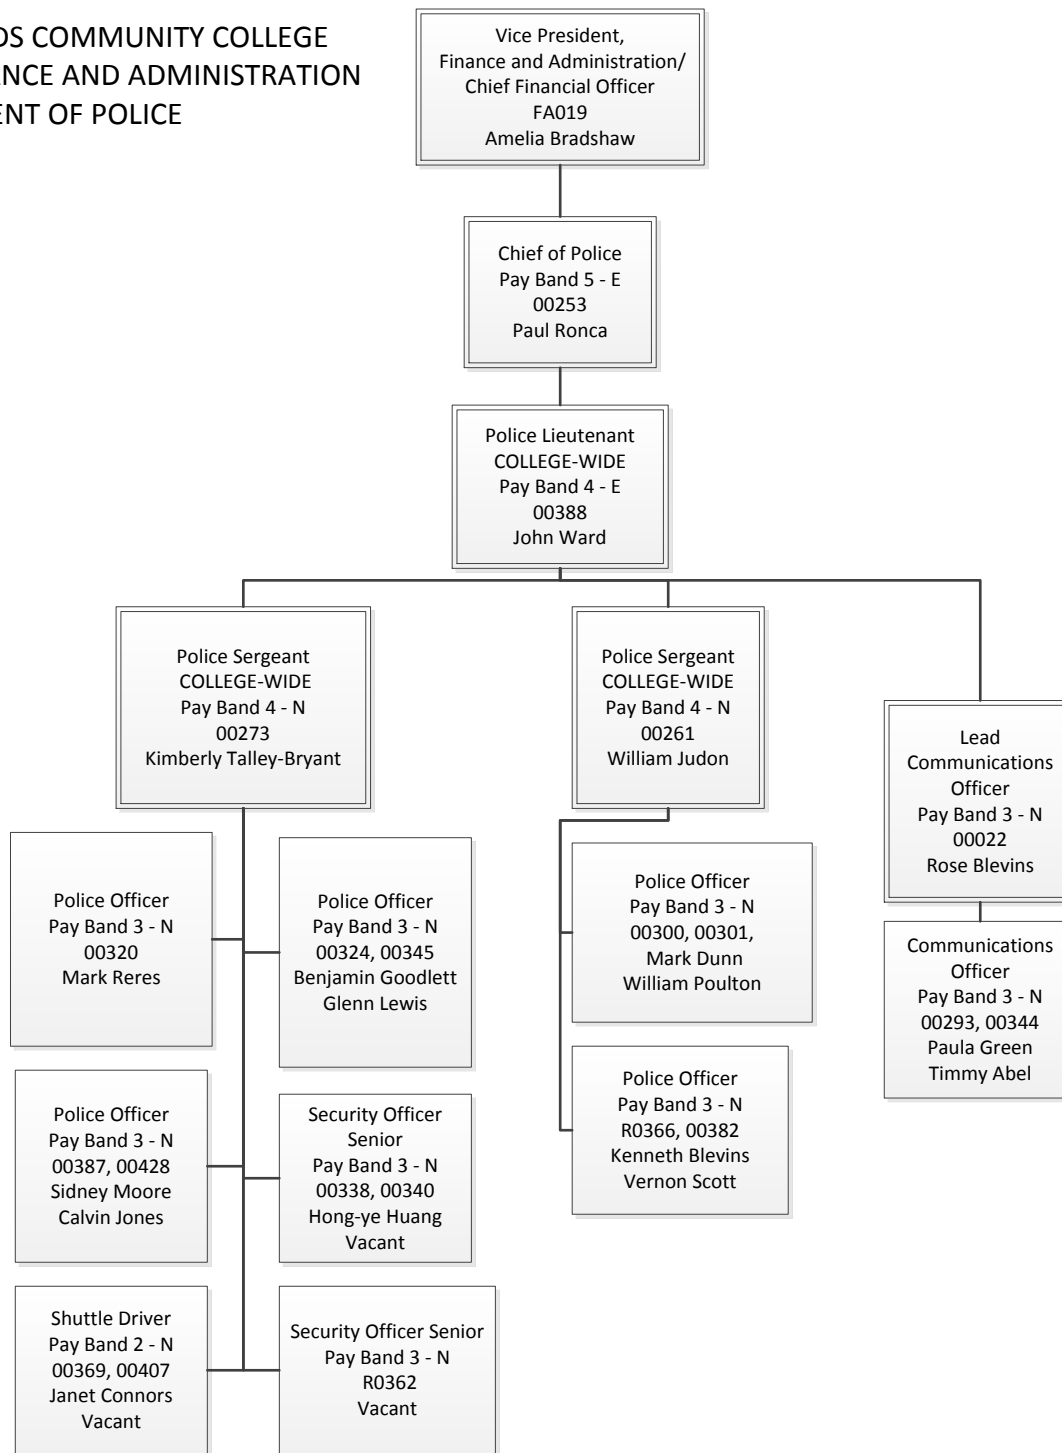 DS COMMUNITY COLLEGE
ANCE AND ADMINISTRATION
ENT OF POLICE
Vice President,
Finance and Administration/
Chief Financial Officer
FA019
Amelia Bradshaw
Chief of Police
Pay Band 5 - E
00253
Paul Ronca
Police Lieutenant
COLLEGE-WIDE
Pay Band 4 - E
00388
John Ward
Police Sergeant
COLLEGE-WIDE
Pay Band 4 - N
00273
Kimberly Talley-Bryant
Police Sergeant
COLLEGE-WIDE
Pay Band 4 - N
00261
William Judon
Lead
Communications
Officer
Pay Band 3 - N
00022
Rose Blevins
Police Officer
Pay Band 3 - N
00320
Mark Reres
Police Officer
Pay Band 3 - N
00324, 00345
Benjamin Goodlett
Glenn Lewis
Police Officer
Pay Band 3 - N
00300, 00301,
Mark Dunn
William Poulton
Communications
Officer
Pay Band 3 - N
00293, 00344
Paula Green
Timmy Abel
Police Officer
Pay Band 3 - N
00387, 00428
Sidney Moore
Calvin Jones
Security Officer
Senior
Pay Band 3 - N
00338, 00340
Hong-ye Huang
Vacant
Police Officer
Pay Band 3 - N
R0366, 00382
Kenneth Blevins
Vernon Scott
Shuttle Driver
Pay Band 2 - N
00369, 00407
Janet Connors
Vacant
Security Officer Senior
Pay Band 3 - N
R0362
Vacant